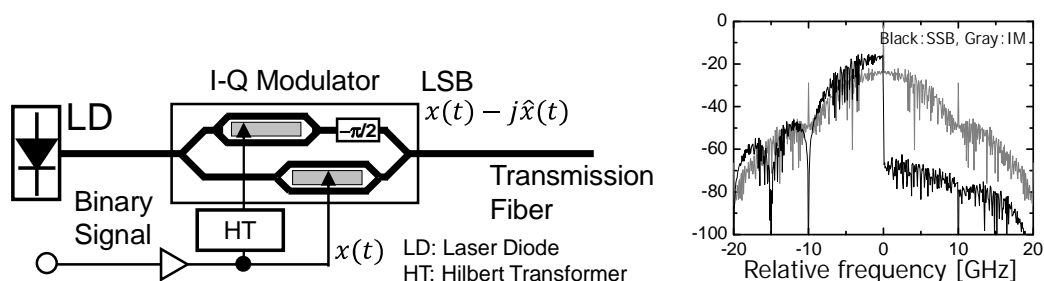 I-Q Modulator
LSB
x(t) − jx̂(t)
LD
−π/2
Transmission
Fiber
Binary
Signal
HT
x(t)
LD: Laser Diode
HT: Hilbert Transformer
Black:SSB, Gray:IM
0
-20
-40
-60
-80
-100
-20 -10 0 10 20
Relative frequency [GHz]